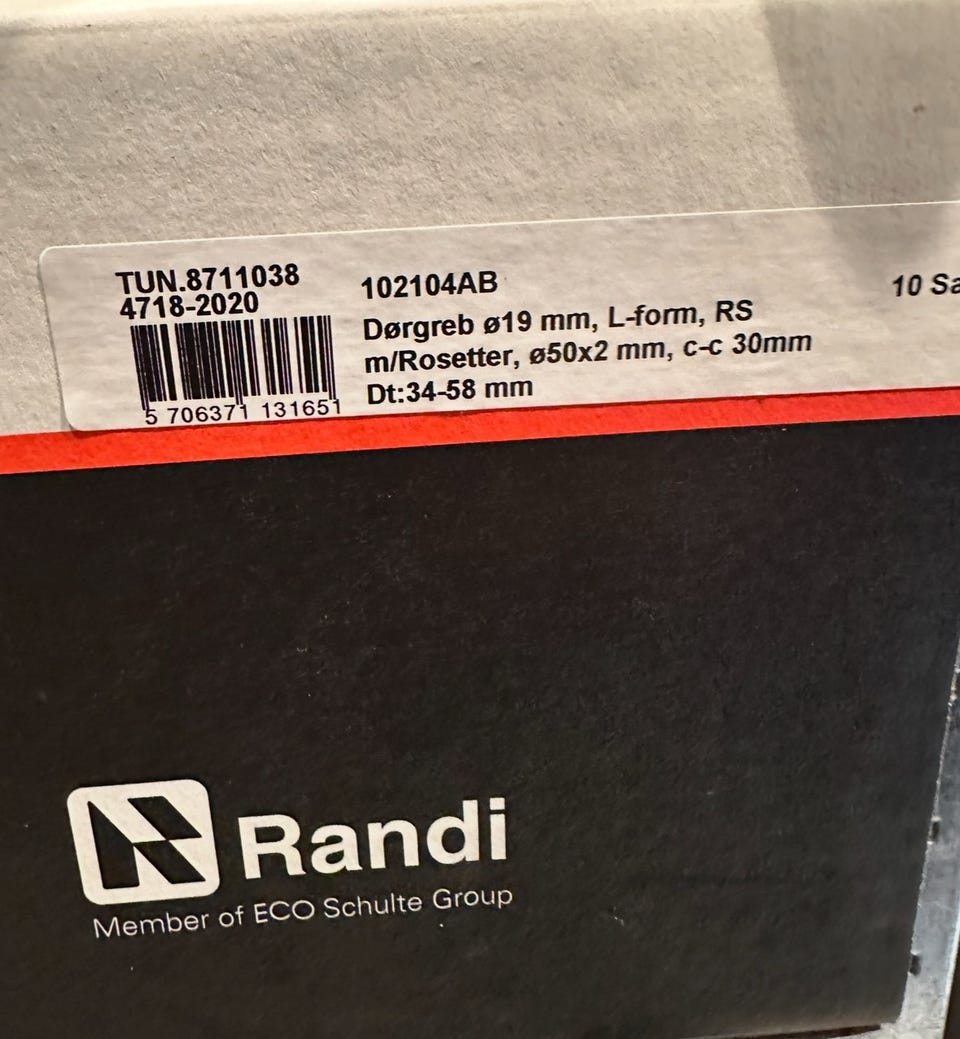 TUN.8711038
4718-2020
5 706371 131651
102104AB
Dørgreb ø19 mm, L-form, RS
m/Rosetter, ø50x2 mm, c-c 30mm
Dt:34-58 mm
10
Randi
Member of ECO Schulte Group